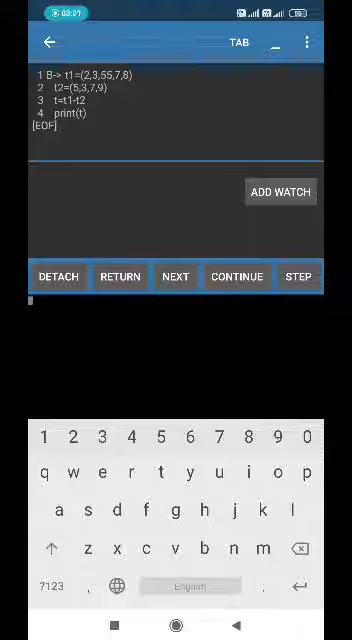 03:21
59
TAB
1 B-> t1=(2,3,55,7,8)
2 t2=(5,3,7,9)
3 t=t1-t2
4 print(t)
[EOF]
ADD WATCH
DETACH RETURN NEXT CONTINUE STEP
1 2 3 4 5 6 7 8 9 0
q w e r t y u i o p
a s d f g h j k l
z x c v b n m
?123 , English .